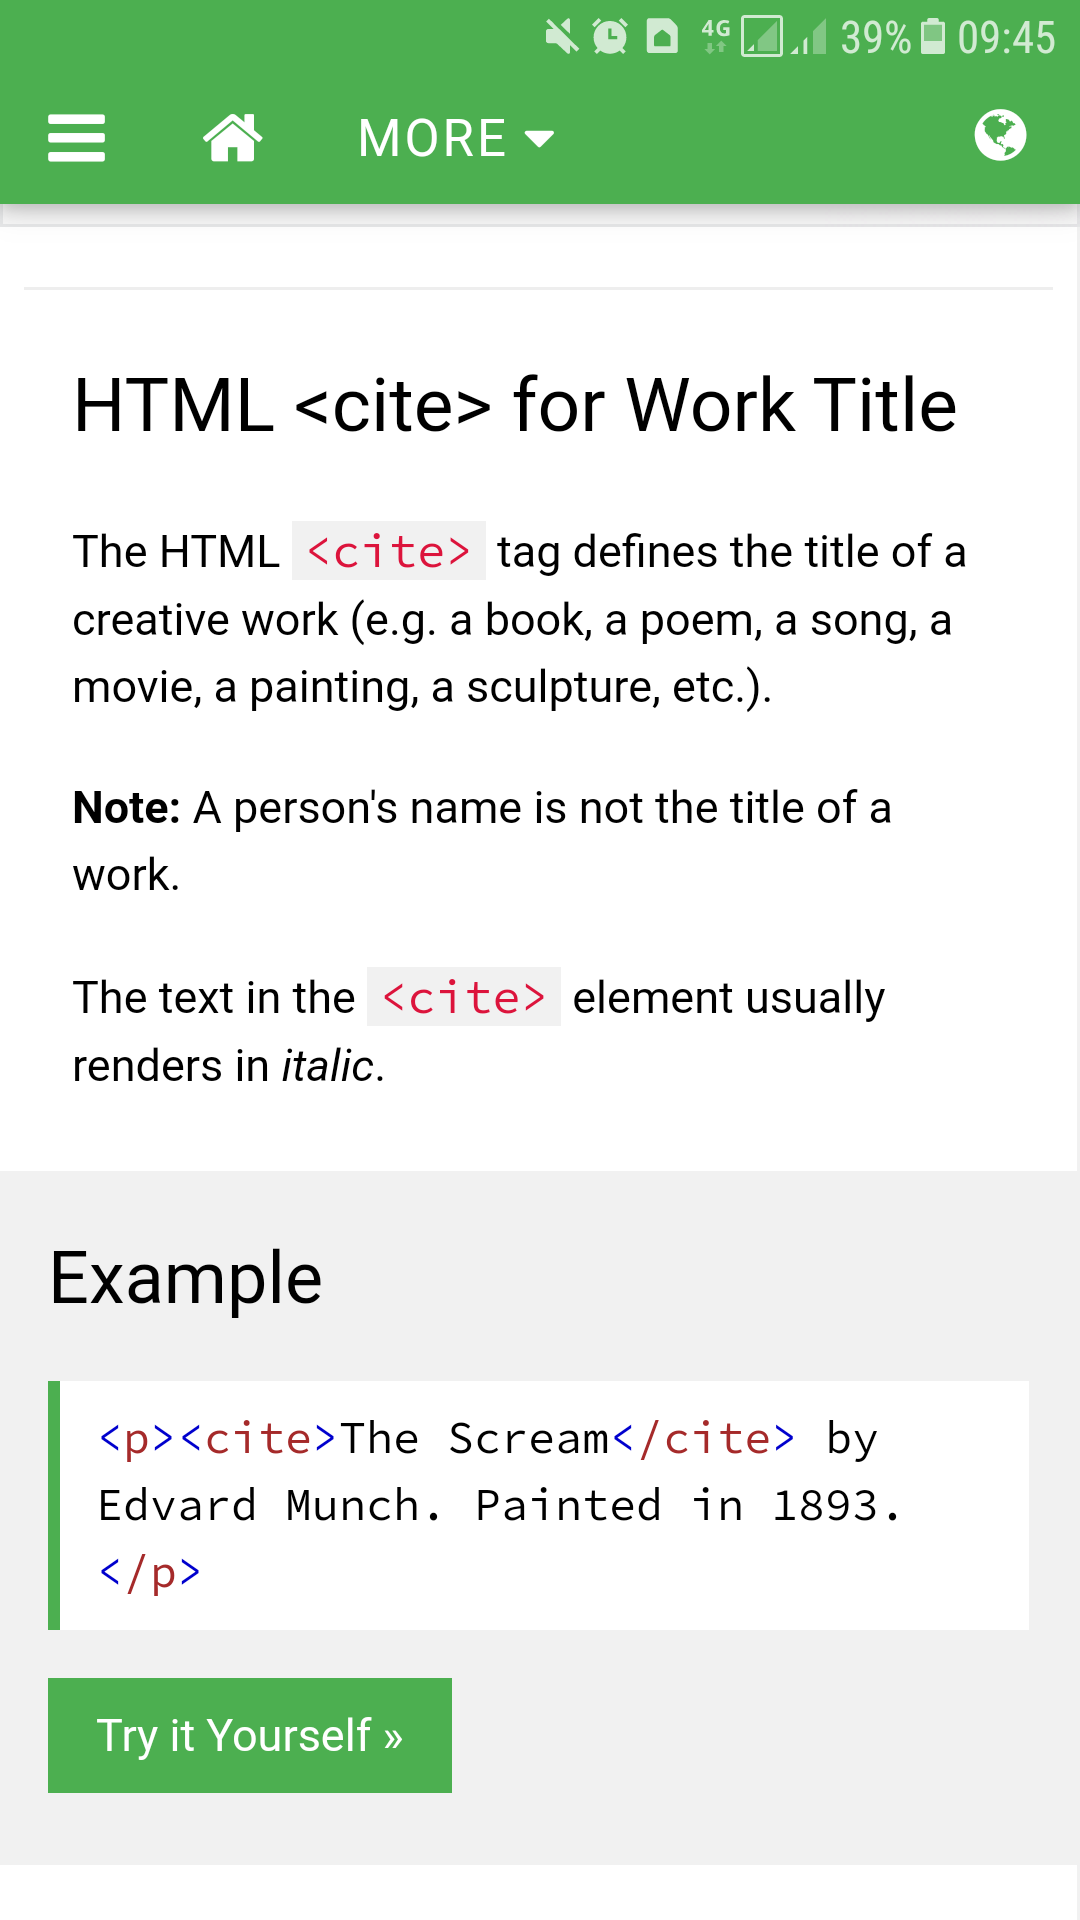 4G 39% 09:45
MORE
HTML <cite> for Work Title
The HTML <cite> tag defines the title of a
creative work (e.g. a book, a poem, a song, a
movie, a painting, a sculpture, etc.).
Note: A person's name is not the title of a
work.
The text in the <cite> element usually
renders in italic.
Example
<p><cite>The Scream</cite> by
Edvard Munch. Painted in 1893.
</p>
Try it Yourself »